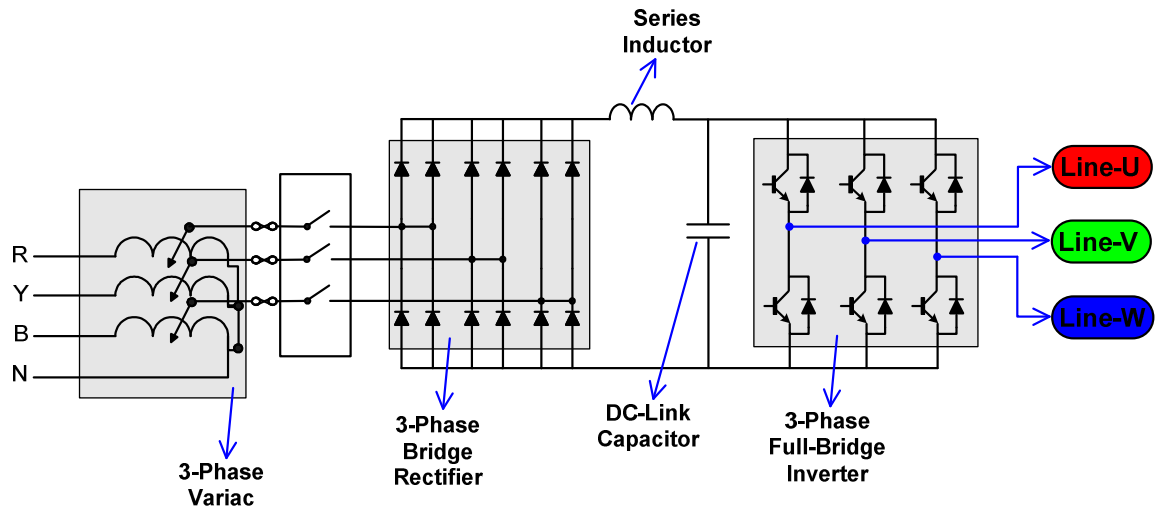 Series
Inductor
Line-U
R
Line-V
Y
Line-W
B
N
3-Phase
Bridge
Rectifier
DC-Link
Capacitor
3-Phase
Full-Bridge
Inverter
3-Phase
Variac